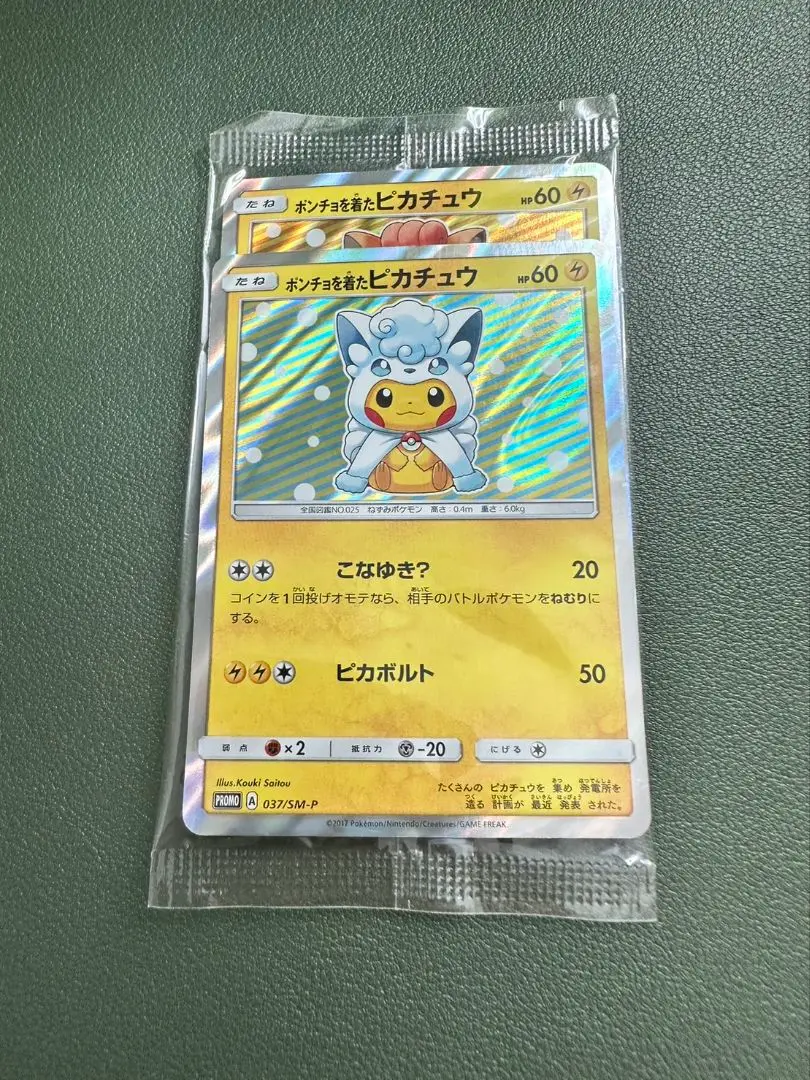 たね ポンチョを着たピカチュウ HP60
たね ポンチョを着たピカチュウ HP60
全国図鑑NO.025 ねずみポケモン 高さ:0.4m 重さ:6.0kg
こなゆき? 20
コインを1回投げオモテなら、相手のバトルポケモンをねむりに
する。
ピカボルト 50
弱点 ×2 抵抗力 -20 にげる
Illus.Kouki Saitou
たくさんの ピカチュウを 集め 発電所を
造る 計画が 最近 発表 された。
PROMO A 037/SM-P
©2017 Pokémon/Nintendo/Creatures/GAME FREAK.